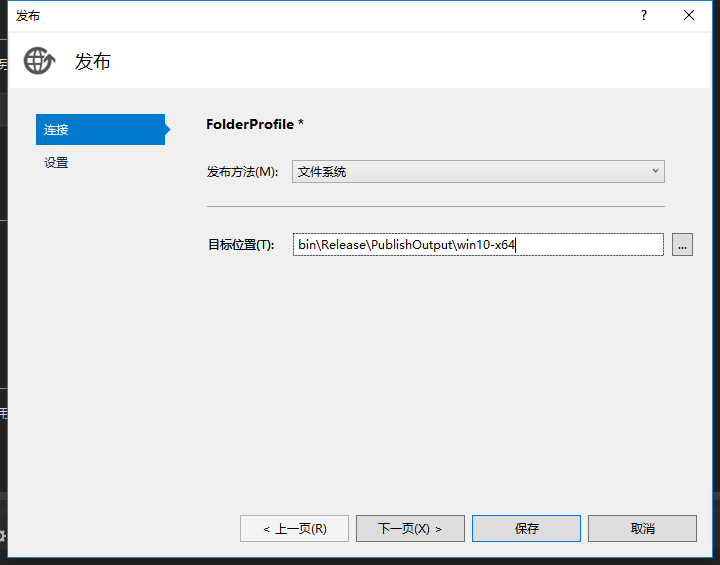 发布
?
发布
连接
设置
FolderProfile *
发布方法(M):
文件系统
目标位置(T):
bin\Release\PublishOutput\win10-x64
...
< 上一页(R)
下一页(X) >
保存
取消
用